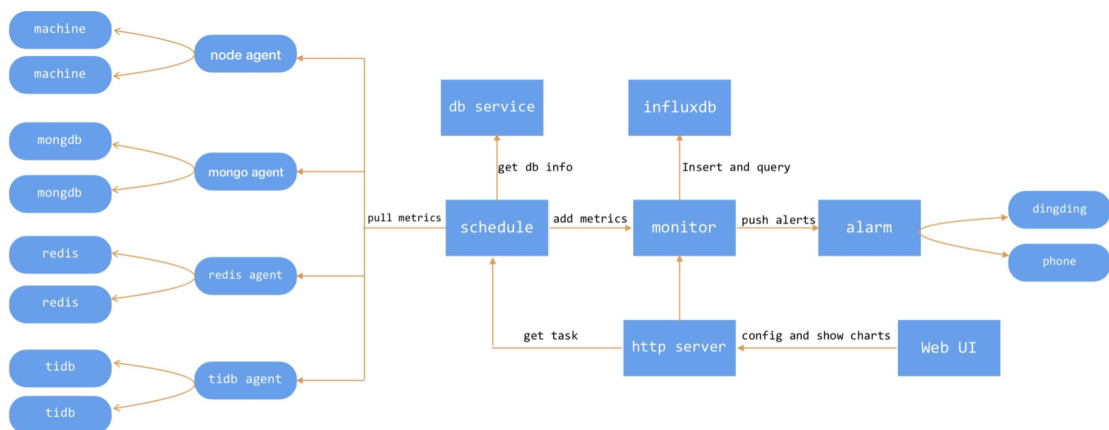 machine
machine
node agent
mongdb
mongdb
mongo agent
redis
redis
redis agent
tidb
tidb
tidb agent
pull metrics
db service
get db info
schedule
add metrics
influxdb
Insert and query
monitor
push alerts
alarm
dingding
phone
get task
http server
config and show charts
Web UI